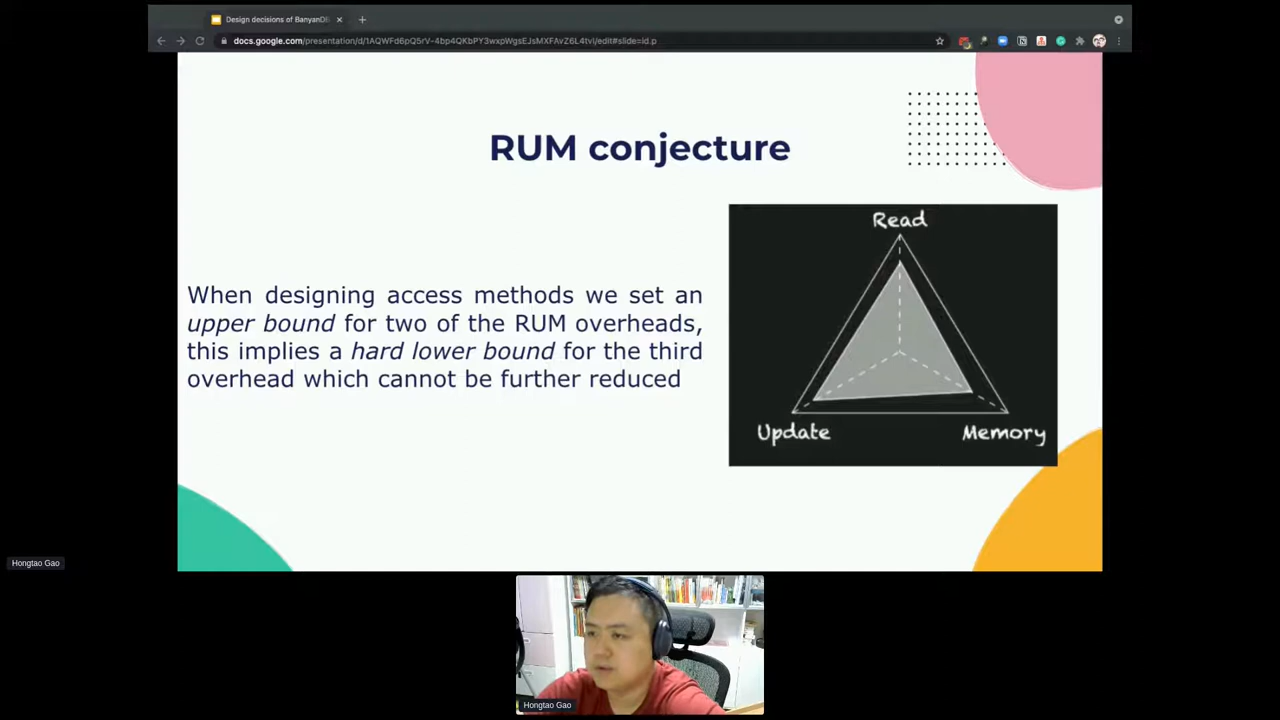 Design decisions of BanyanDB
docs.google.com/presentation/d/1AQWFd6pQ5rV-4bp4QKbPY3wxpWgsEJsMXFAvZ6L4tvI/edit#slide=id.p
RUM conjecture
When designing access methods we set an
upper bound for two of the RUM overheads,
this implies a hard lower bound for the third
overhead which cannot be further reduced
Read
Update
Memory
Hongtao Gao
Hongtao Gao